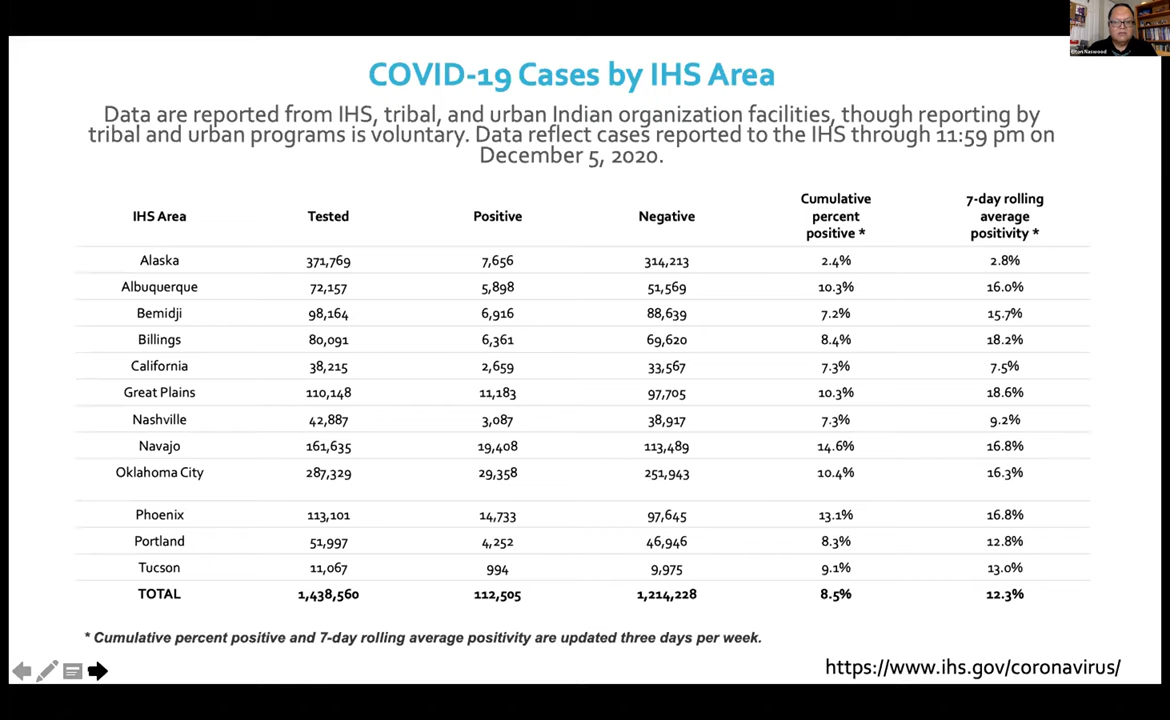 Elton Naswood
COVID-19 Cases by IHS Area
Data are reported from IHS, tribal, and urban Indian organization facilities, though reporting by
tribal and urban programs is voluntary. Data reflect cases reported to the IHS through 11:59 pm on
December 5, 2020.
IHS Area Tested Positive Negative Cumulative percent positive * 7-day rolling average positivity *
Alaska 371,769 7,656 314,213 2.4% 2.8%
Albuquerque 72,157 5,898 51,569 10.3% 16.0%
Bemidji 98,164 6,916 88,639 7.2% 15.7%
Billings 80,091 6,361 69,620 8.4% 18.2%
California 38,215 2,659 33,567 7.3% 7.5%
Great Plains 110,148 11,183 97,705 10.3% 18.6%
Nashville 42,887 3,087 38,917 7.3% 9.2%
Navajo 161,635 19,408 113,489 14.6% 16.8%
Oklahoma City 287,329 29,358 251,943 10.4% 16.3%
Phoenix 113,101 14,733 97,645 13.1% 16.8%
Portland 51,997 4,252 46,946 8.3% 12.8%
Tucson 11,067 994 9,975 9.1% 13.0%
TOTAL 1,438,560 112,505 1,214,228 8.5% 12.3%
* Cumulative percent positive and 7-day rolling average positivity are updated three days per week.
https://www.ihs.gov/coronavirus/